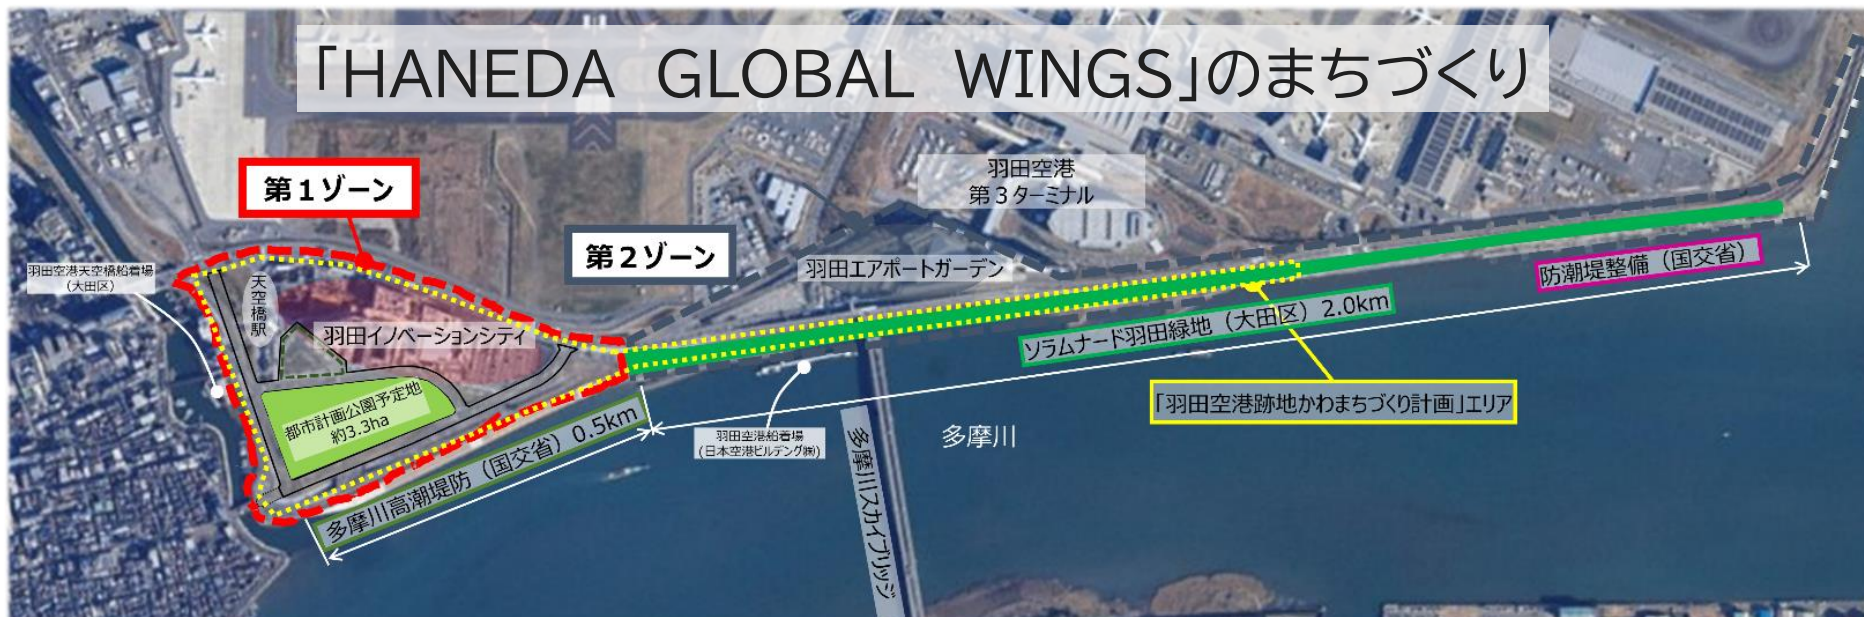 「HANEDA　GLOBAL　WINGS」のまちづくり
第１ゾーン
羽田空港
第３ターミナル
第２ゾーン
羽田エアポートガーデン
羽田空港天空橋船着場
（大田区）
天空橋駅
羽田イノベーションシティ
防潮堤整備（国交省）
ソラムナード羽田緑地（大田区）2.0km
「羽田空港跡地かわまちづくり計画」エリア
都市計画公園予定地
約3.3ha
多摩川高潮堤防（国交省）0.5km
羽田空港船着場
(日本空港ビルデング㈱)
多摩川
多摩川スカイブリッジ